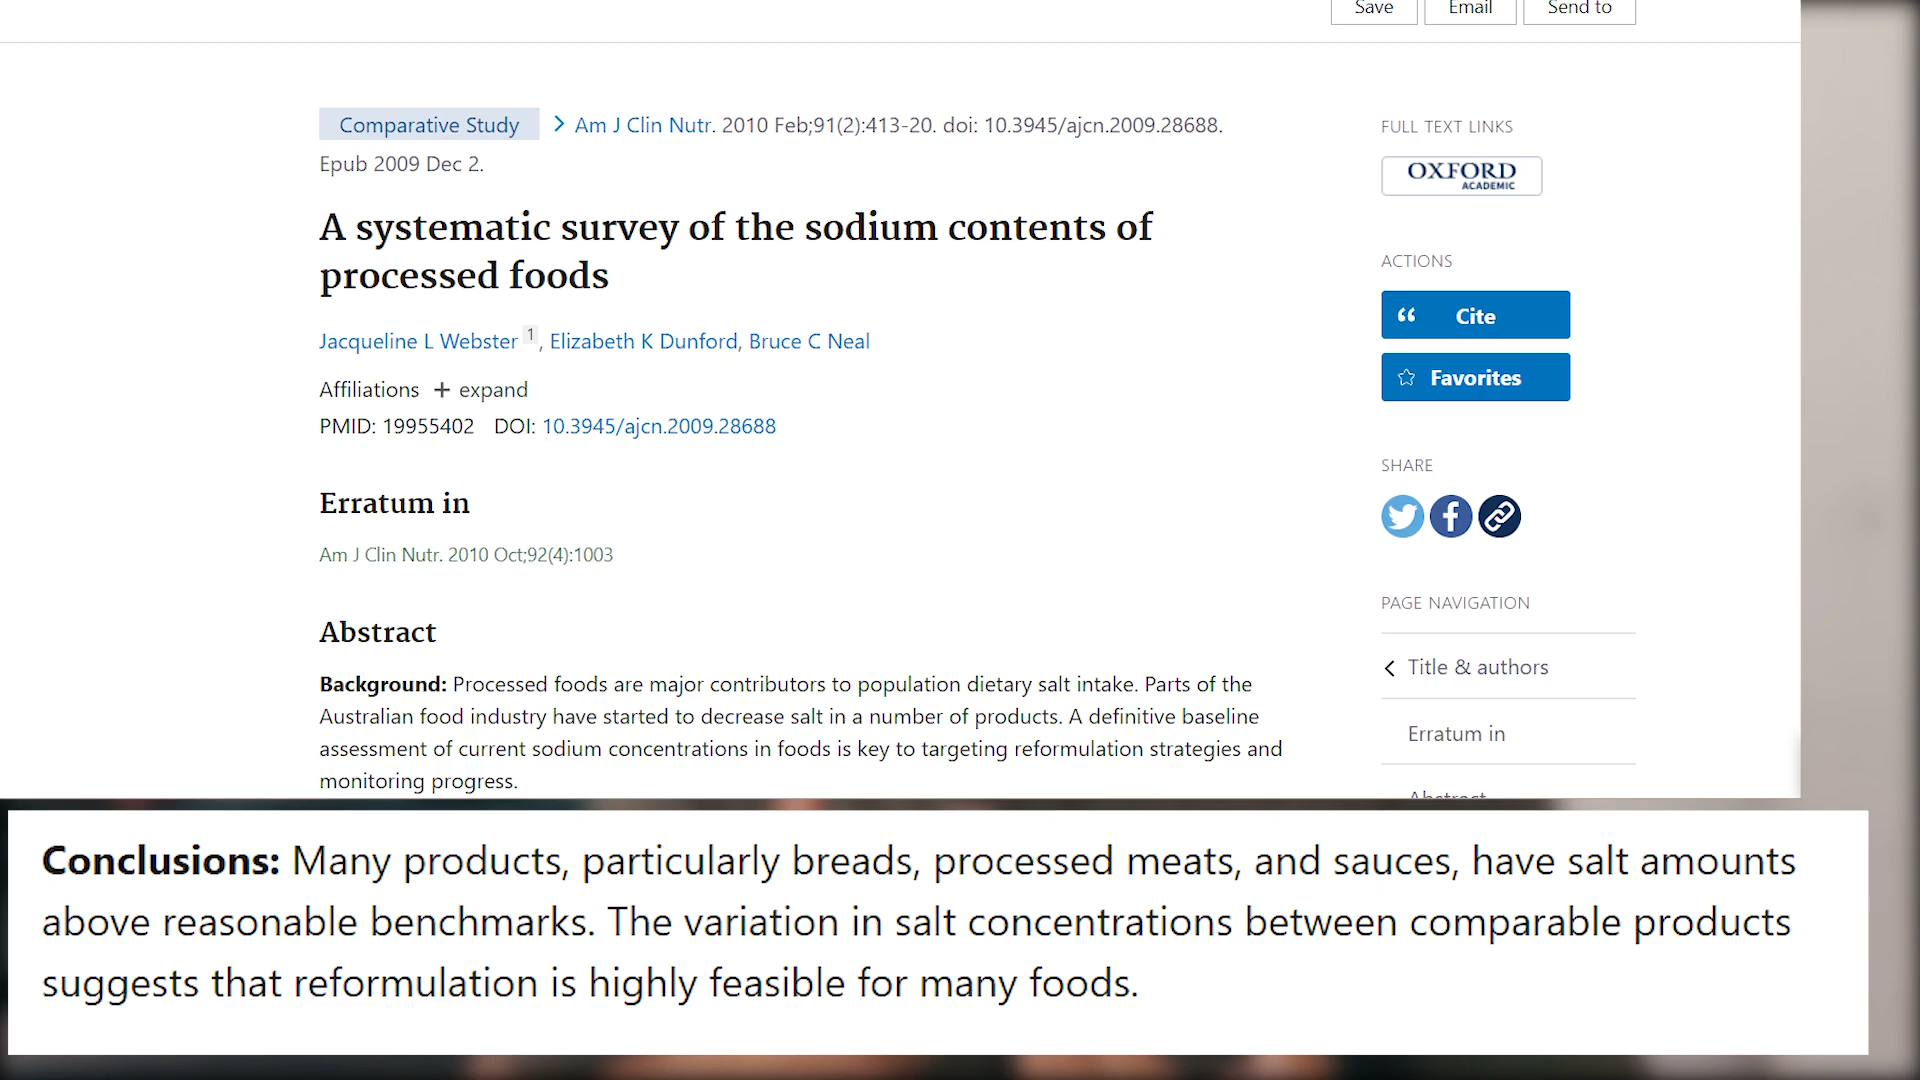 Save Email Send to
Comparative Study > Am J Clin Nutr. 2010 Feb;91(2):413-20. doi: 10.3945/ajcn.2009.28688.
Epub 2009 Dec 2.
A systematic survey of the sodium contents of
processed foods
Jacqueline L Webster 1, Elizabeth K Dunford, Bruce C Neal
Affiliations + expand
PMID: 19955402 DOI: 10.3945/ajcn.2009.28688
Erratum in
Am J Clin Nutr. 2010 Oct;92(4):1003
Abstract
Background: Processed foods are major contributors to population dietary salt intake. Parts of the
Australian food industry have started to decrease salt in a number of products. A definitive baseline
assessment of current sodium concentrations in foods is key to targeting reformulation strategies and
monitoring progress.
FULL TEXT LINKS
OXFORD
ACADEMIC
ACTIONS
Cite
Favorites
SHARE
PAGE NAVIGATION
Title & authors
Erratum in
Abstract
Conclusions: Many products, particularly breads, processed meats, and sauces, have salt amounts
above reasonable benchmarks. The variation in salt concentrations between comparable products
suggests that reformulation is highly feasible for many foods.